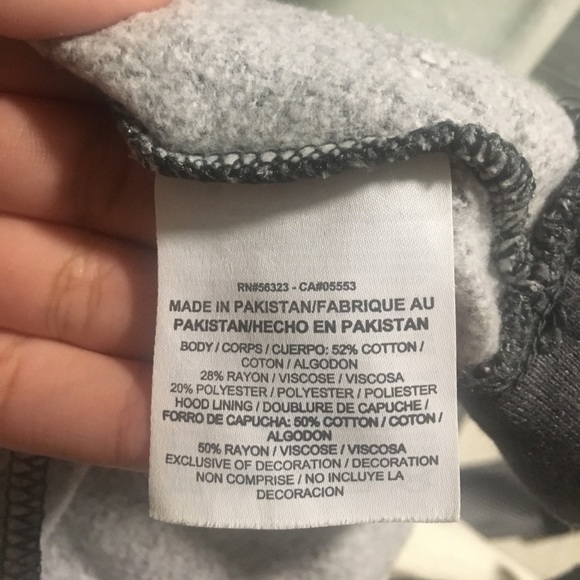 RN#56323 - CA#05553
MADE IN PAKISTAN/FABRIQUE AU
PAKISTAN/HECHO EN PAKISTAN
BODY / CORPS / CUERPO: 52% COTTON /
COTON / ALGODON
28% RAYON / VISCOSE / VISCOSA
20% POLYESTER / POLYESTER / POLIESTER
HOOD LINING / DOUBLURE DE CAPUCHE /
FORRO DE CAPUCHA: 50% COTTON / COTON /
ALGODON
50% RAYON / VISCOSE / VISCOSA
EXCLUSIVE OF DECORATION / DECORATION
NON COMPRISE / NO INCLUYE LA
DECORACION